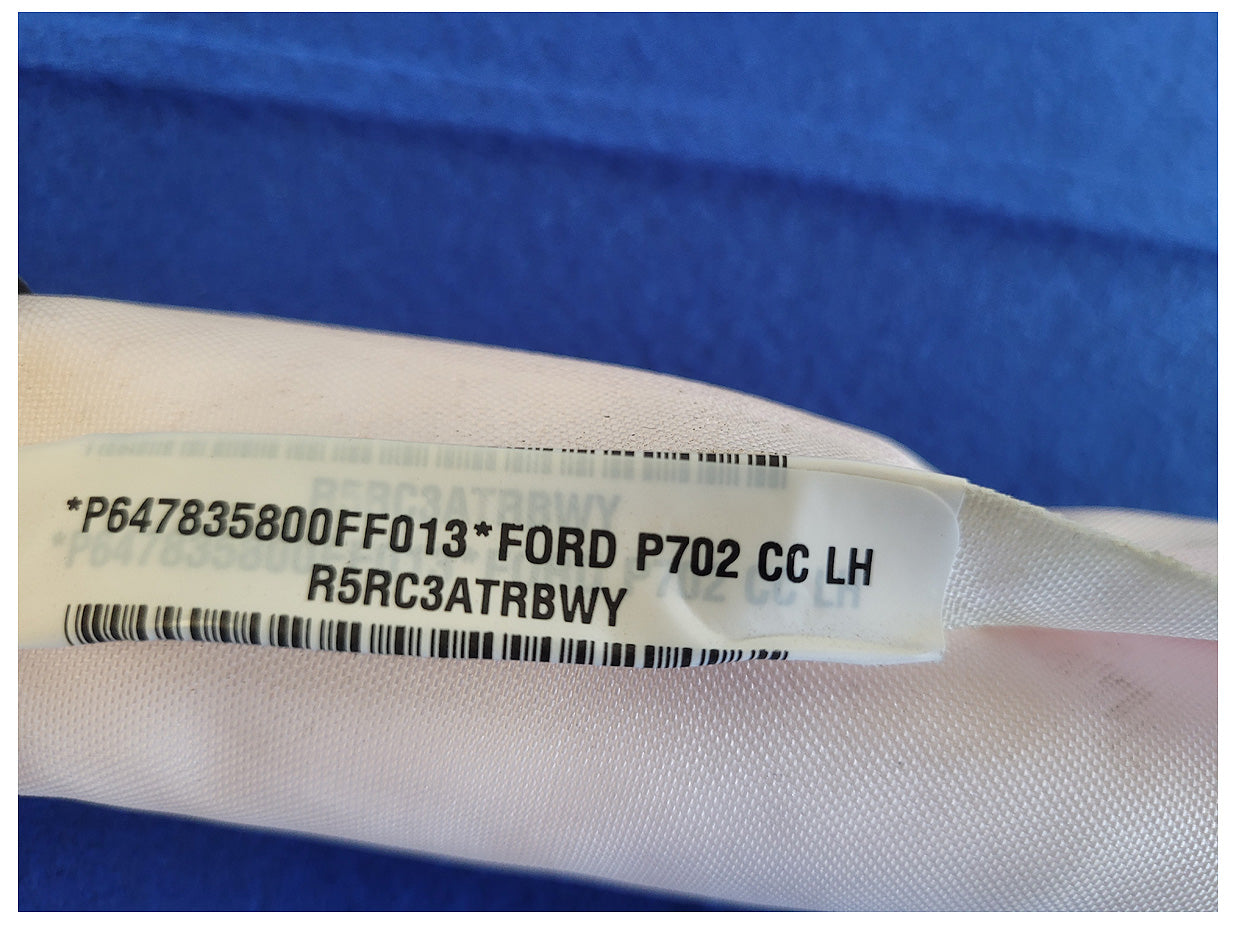 *P647835800FF013*FORD P702 CC LH
R5RC3ATRBWY